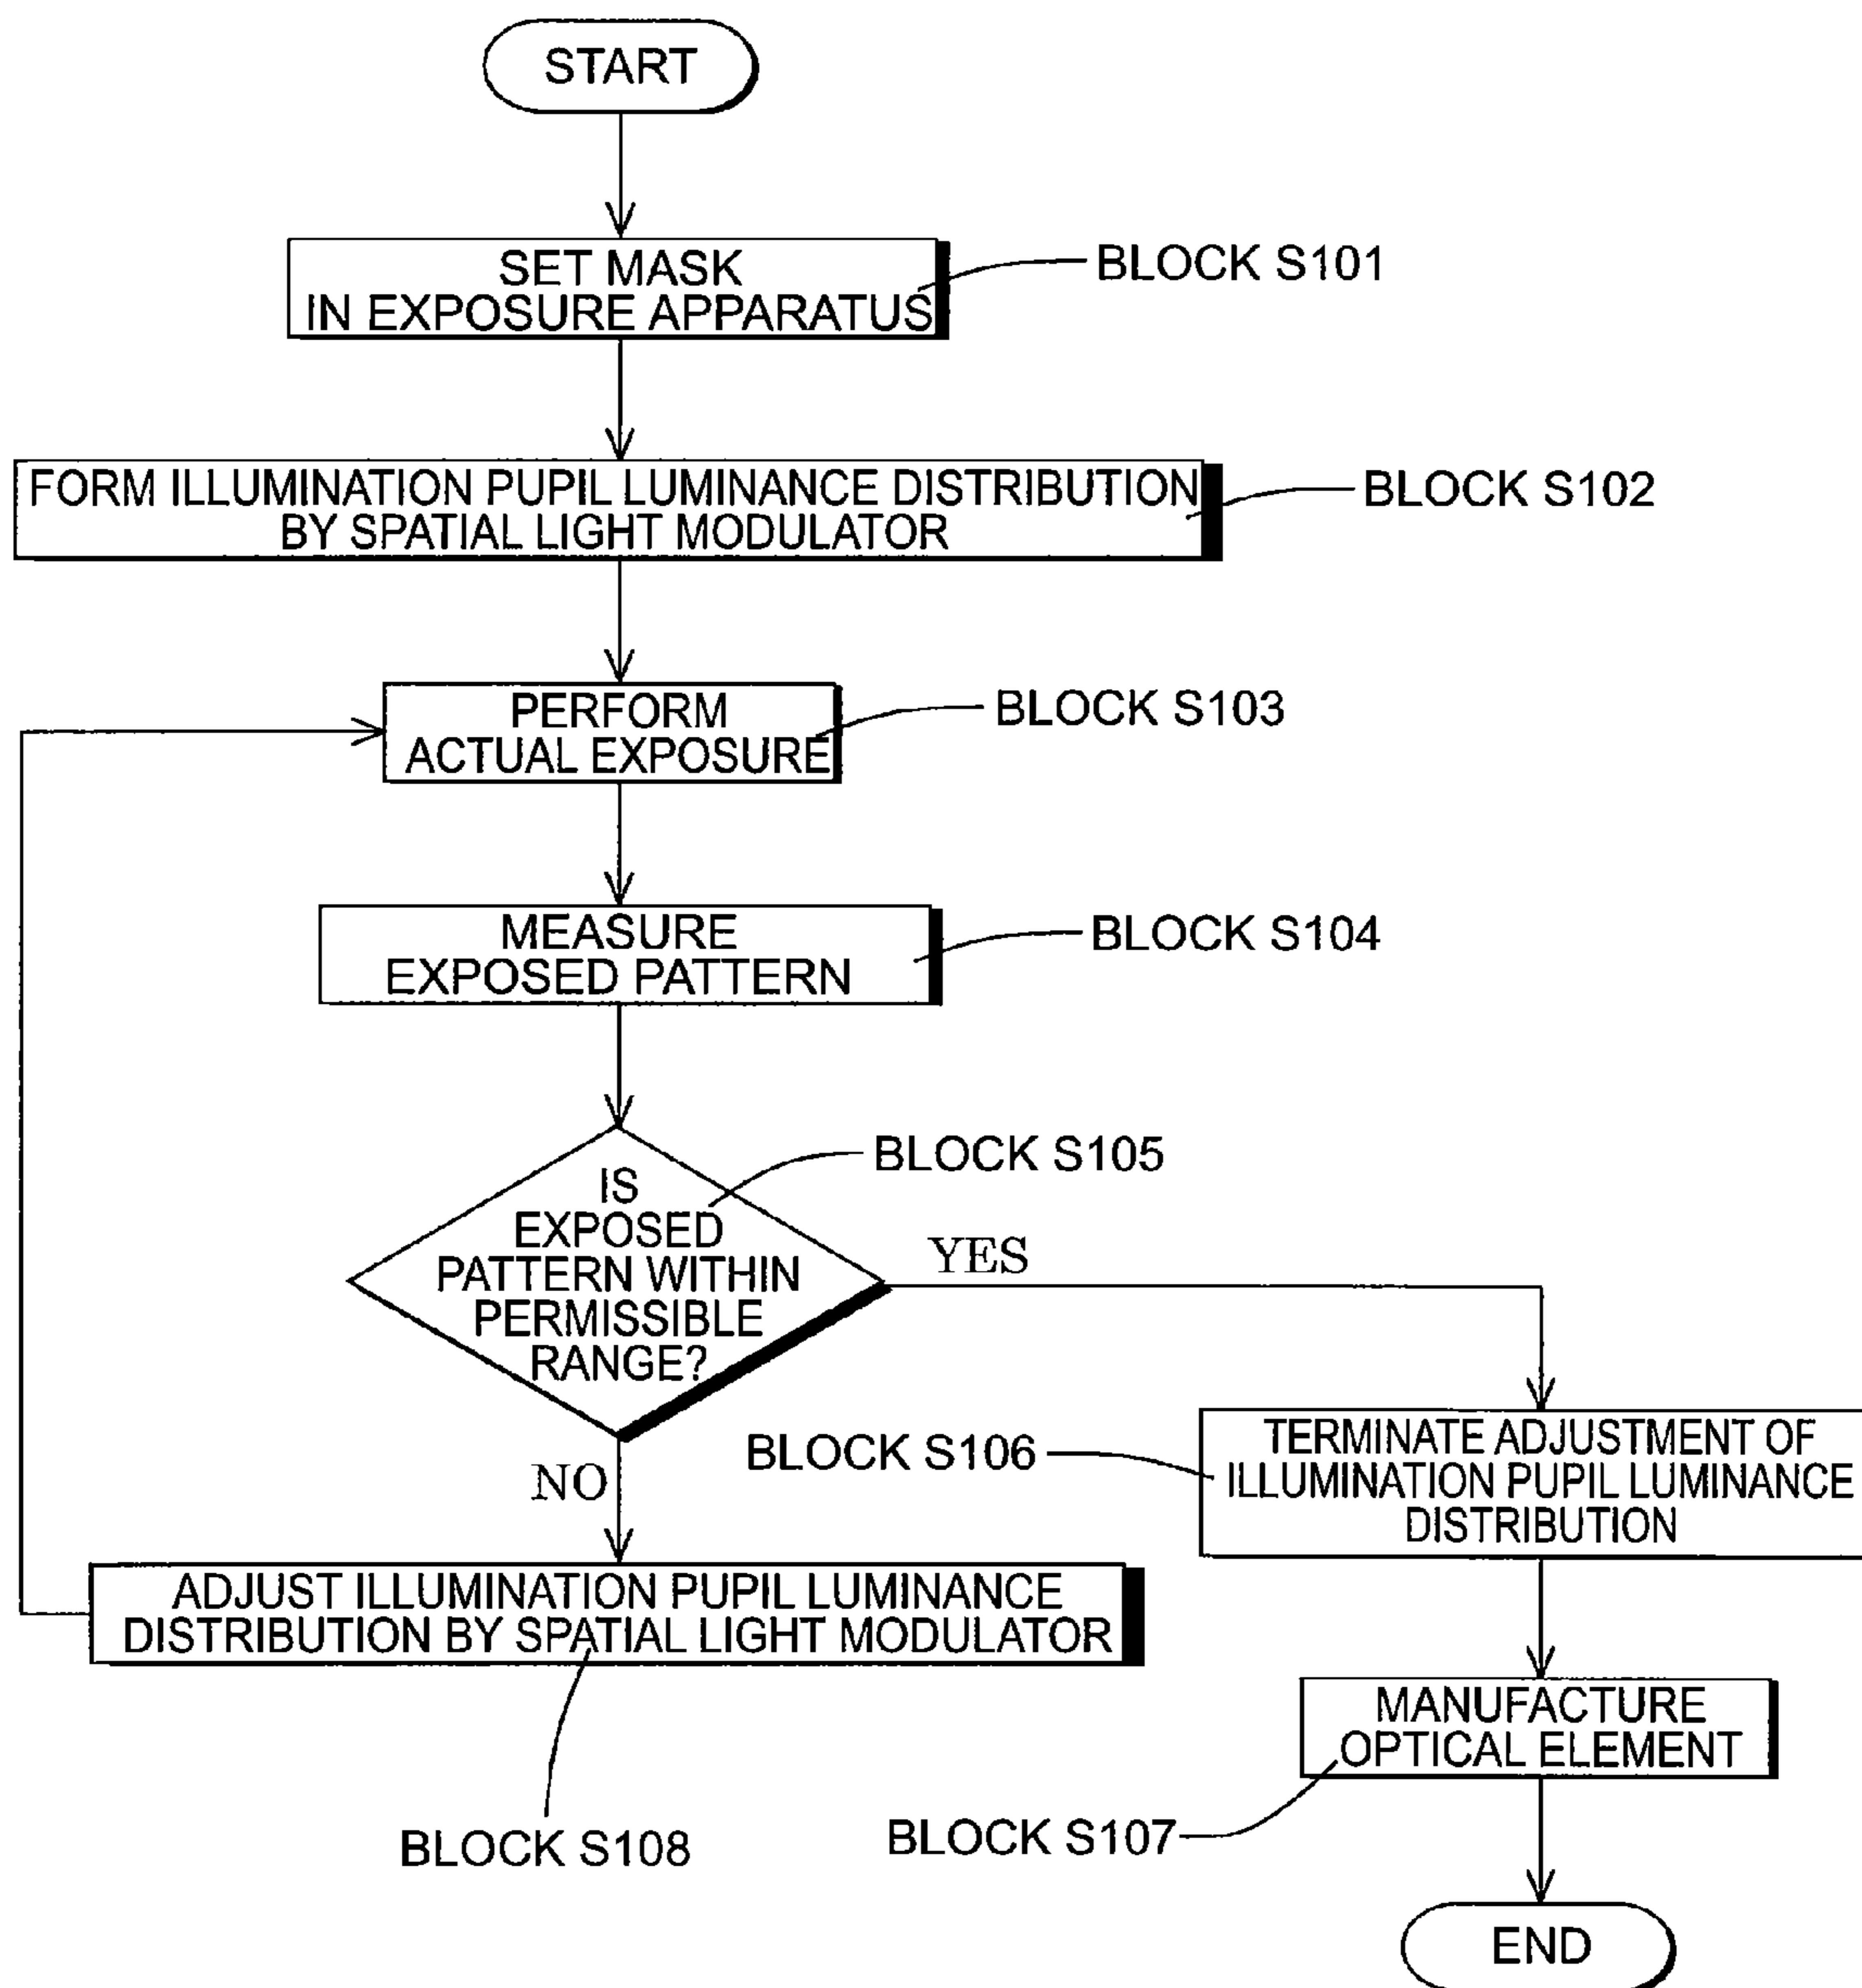 START
SET MASK
IN EXPOSURE APPARATUS
BLOCK S101
FORM ILLUMINATION PUPIL LUMINANCE DISTRIBUTION
BY SPATIAL LIGHT MODULATOR
BLOCK S102
PERFORM
ACTUAL EXPOSURE
BLOCK S103
MEASURE
EXPOSED PATTERN
BLOCK S104
IS
EXPOSED
PATTERN WITHIN
PERMISSIBLE
RANGE?
BLOCK S105
YES
NO
TERMINATE ADJUSTMENT OF
ILLUMINATION PUPIL LUMINANCE
DISTRIBUTION
BLOCK S106
ADJUST ILLUMINATION PUPIL LUMINANCE
DISTRIBUTION BY SPATIAL LIGHT MODULATOR
BLOCK S108
MANUFACTURE
OPTICAL ELEMENT
BLOCK S107
END